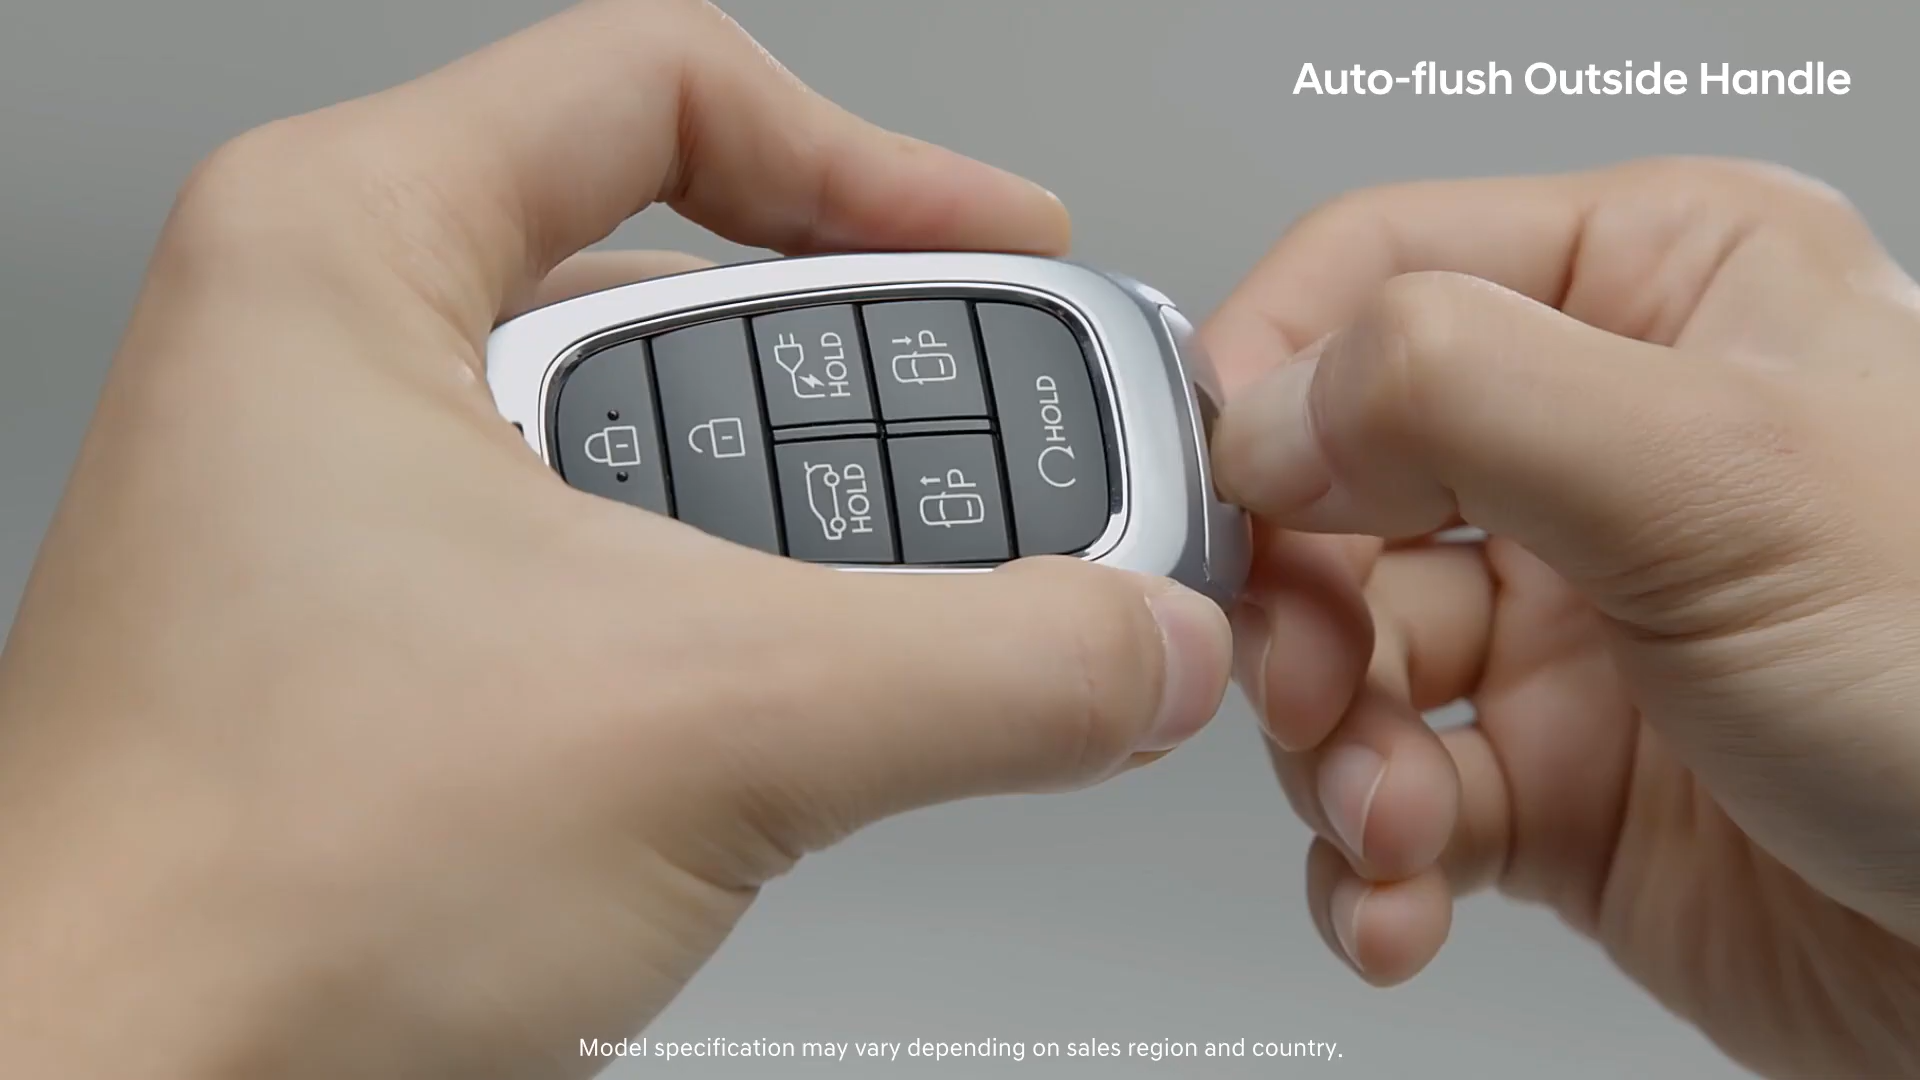 Auto-flush Outside Handle
HOLD
P
HOLD
HOLD
P
Model specification may vary depending on sales region and country.